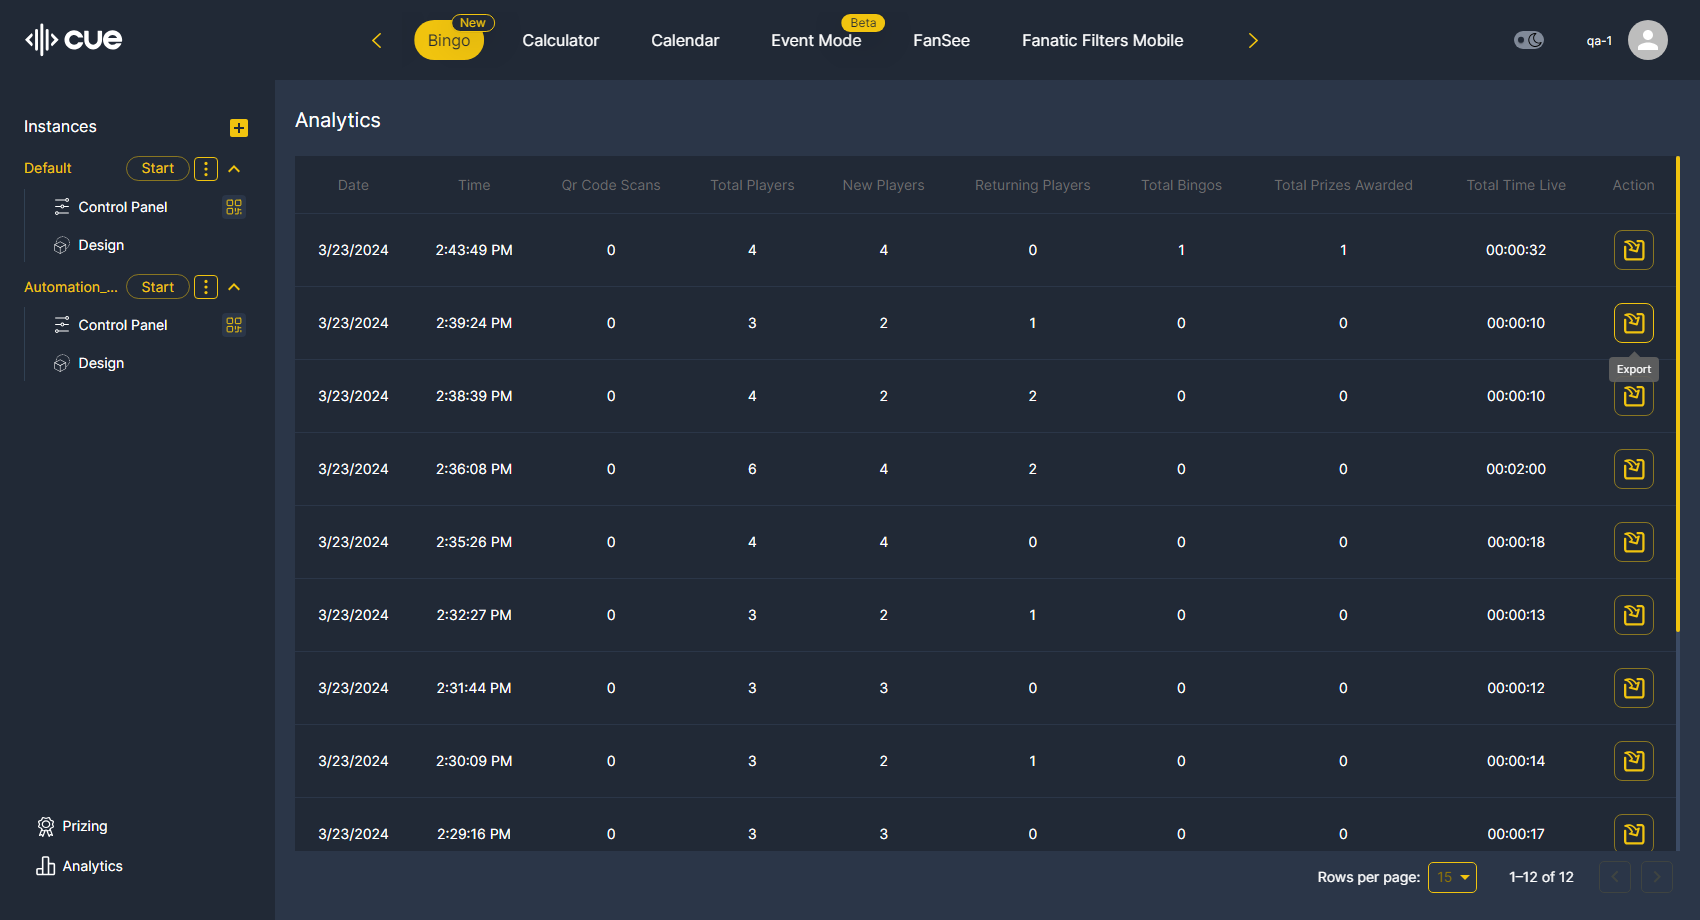 cue
Bingo
New
Calculator
Calendar
Event Mode
Beta
FanSee
Fanatic Filters Mobile
qa-1
Instances
Default
Start
Control Panel
Design
Automation_...
Start
Control Panel
Design
Prizing
Analytics
Analytics
Date Time Qr Code Scans Total Players New Players Returning Players Total Bingos Total Prizes Awarded Total Time Live Action
3/23/2024 2:43:49 PM 0 4 4 0 1 1 00:00:32
3/23/2024 2:39:24 PM 0 3 2 1 0 0 00:00:10
Export
3/23/2024 2:38:39 PM 0 4 2 2 0 0 00:00:10
3/23/2024 2:36:08 PM 0 6 4 2 0 0 00:02:00
3/23/2024 2:35:26 PM 0 4 4 0 0 0 00:00:18
3/23/2024 2:32:27 PM 0 3 2 1 0 0 00:00:13
3/23/2024 2:31:44 PM 0 3 3 0 0 0 00:00:12
3/23/2024 2:30:09 PM 0 3 2 1 0 0 00:00:14
3/23/2024 2:29:16 PM 0 3 3 0 0 0 00:00:17
Rows per page: 15 1–12 of 12